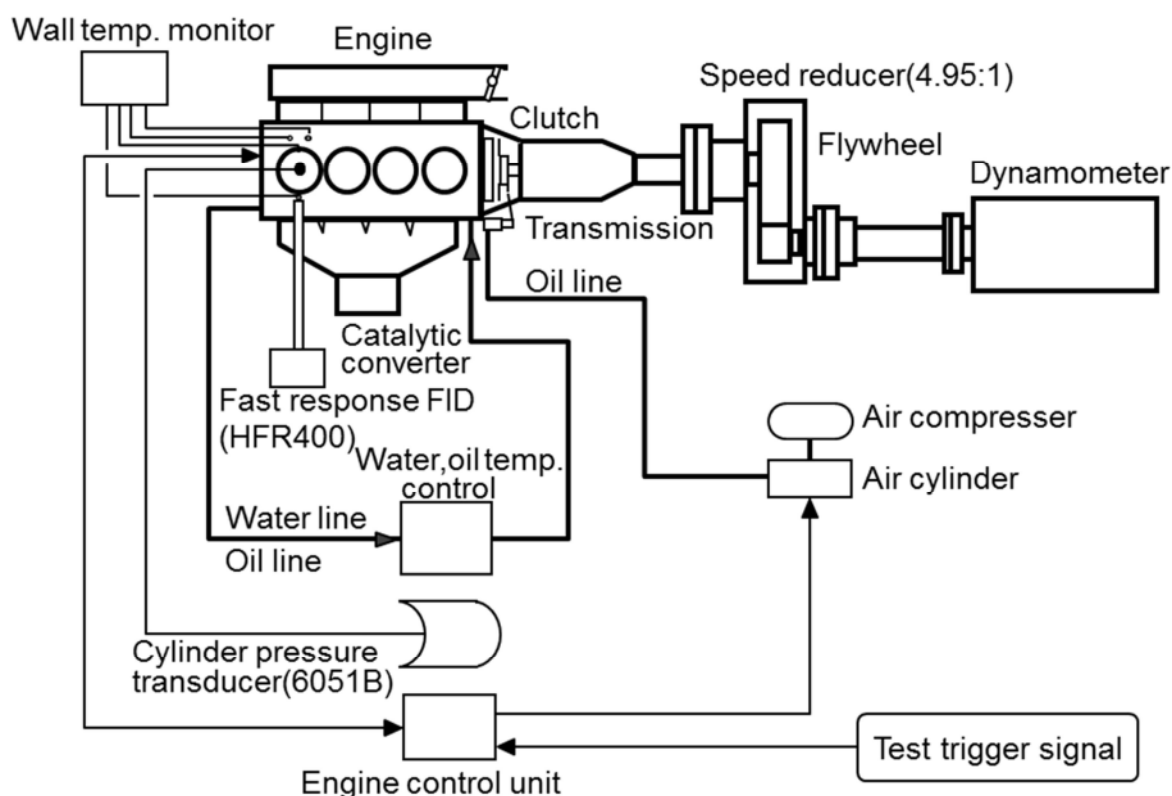 Wall temp. monitor
Engine
Speed reducer(4.95:1)
Clutch
Flywheel
Dynamometer
Transmission
Oil line
Catalytic
converter
Fast response FID
(HFR400)
Air compresser
Water,oil temp.
control
Air cylinder
Water line
Oil line
Cylinder pressure
transducer(6051B)
Test trigger signal
Engine control unit